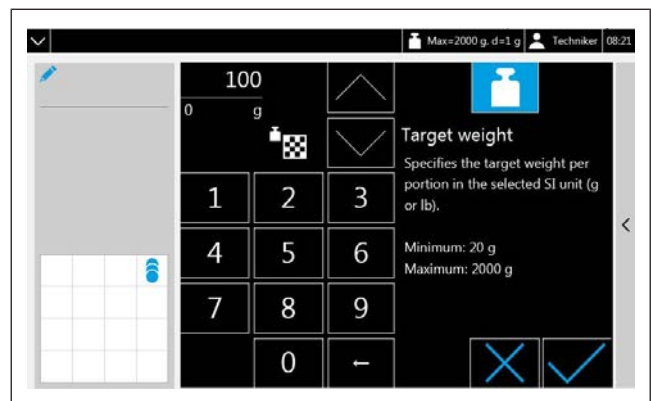 Max=2000 g, d=1 g Techniker 08:21
100
0 g
Target weight
Specifies the target weight per
portion in the selected SI unit (g
or lb).
Minimum: 20 g
Maximum: 2000 g
1 2 3
4 5 6
7 8 9
0 ←